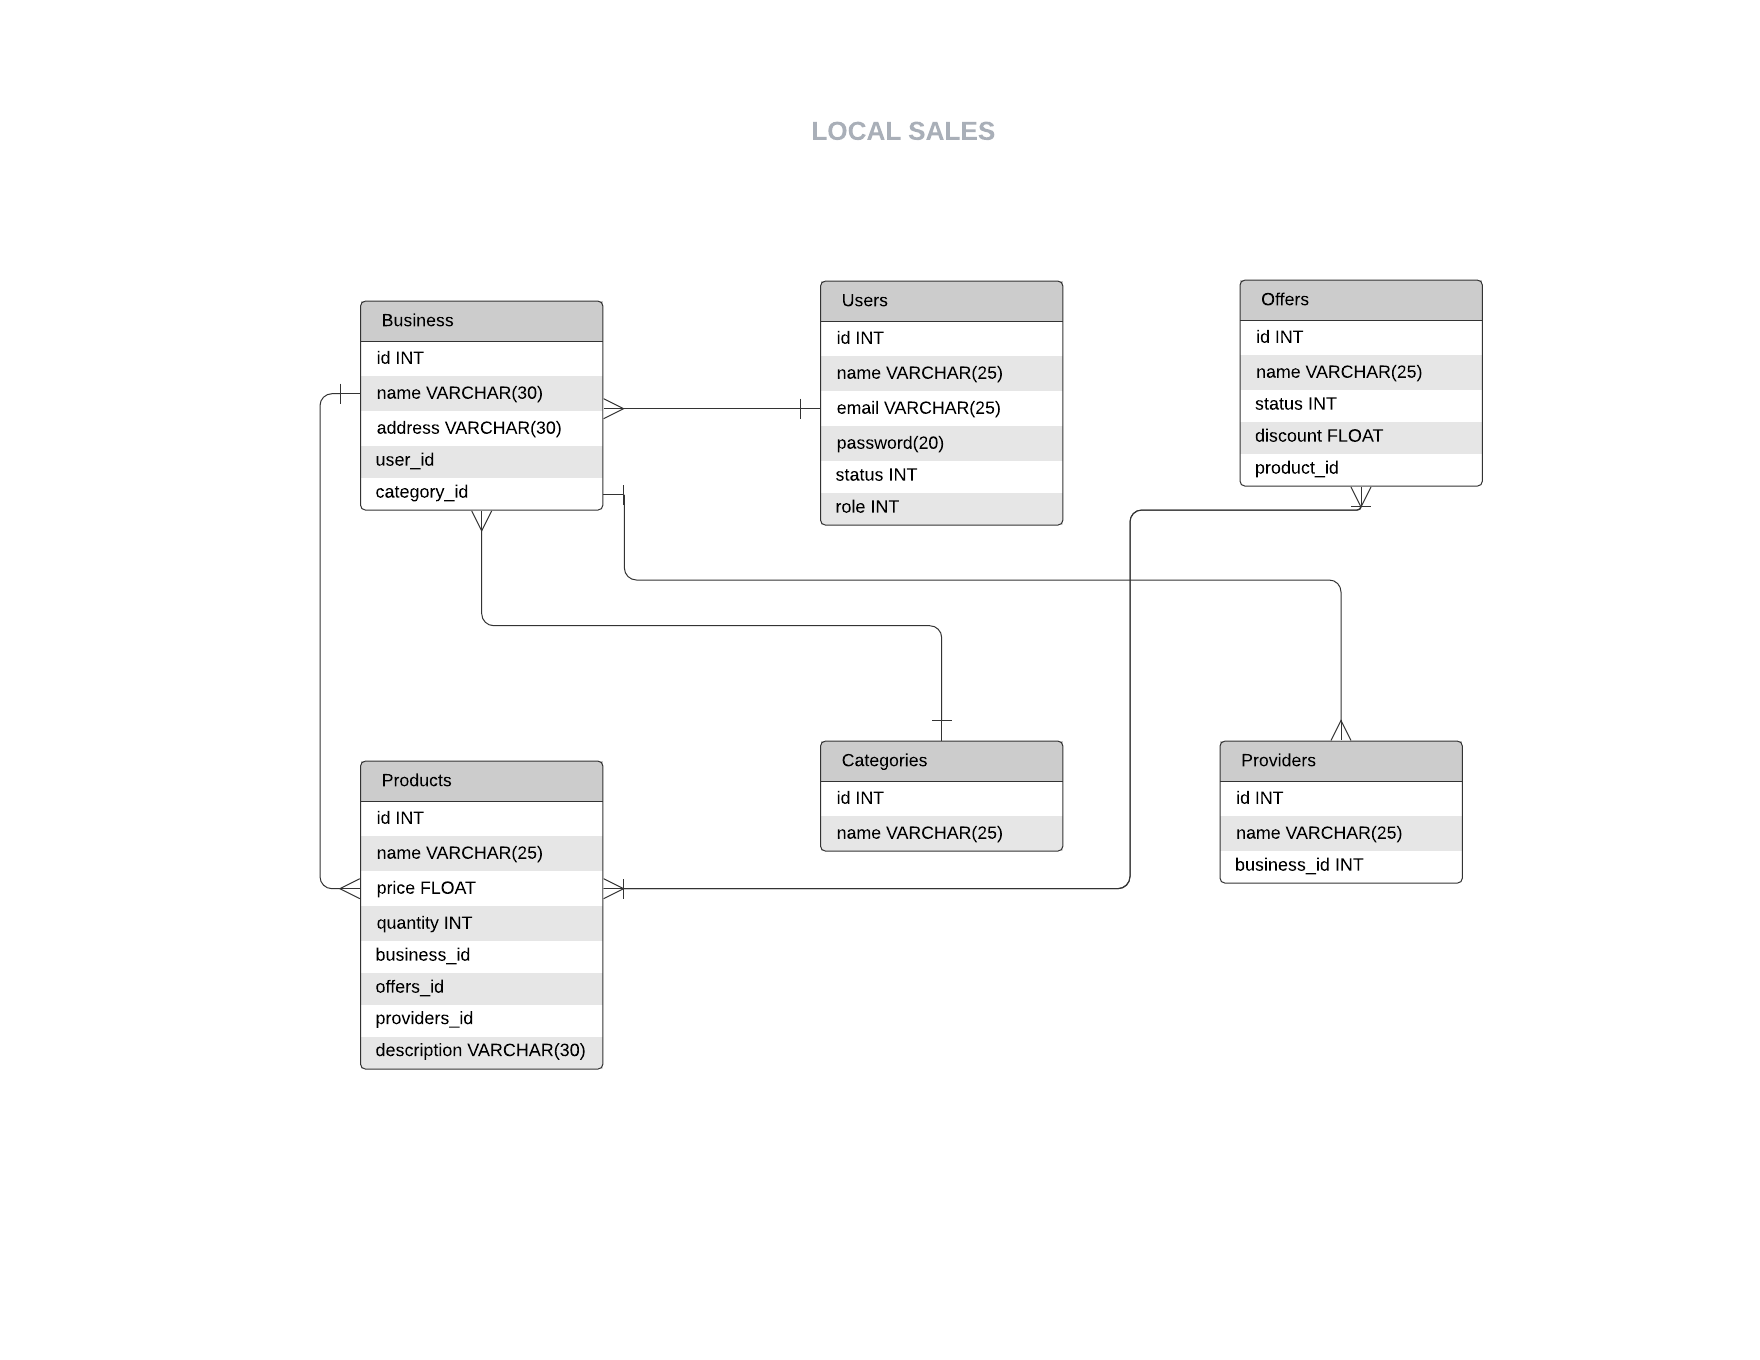 LOCAL SALES
Business
id INT
name VARCHAR(30)
address VARCHAR(30)
user_id
category_id
Users
id INT
name VARCHAR(25)
email VARCHAR(25)
password(20)
status INT
role INT
Offers
id INT
name VARCHAR(25)
status INT
discount FLOAT
product_id
Products
id INT
name VARCHAR(25)
price FLOAT
quantity INT
business_id
offers_id
providers_id
description VARCHAR(30)
Categories
id INT
name VARCHAR(25)
Providers
id INT
name VARCHAR(25)
business_id INT